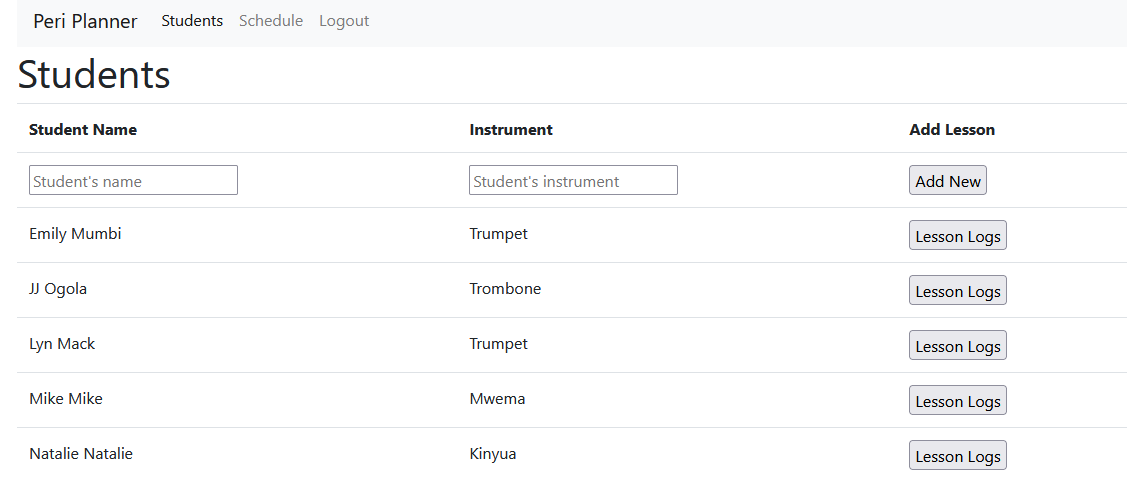 Peri Planner Students Schedule Logout
Students
Student Name Instrument Add Lesson
Student's name Student's instrument Add New
Emily Mumbi Trumpet Lesson Logs
JJ Ogola Trombone Lesson Logs
Lyn Mack Trumpet Lesson Logs
Mike Mike Mwema Lesson Logs
Natalie Natalie Kinyua Lesson Logs